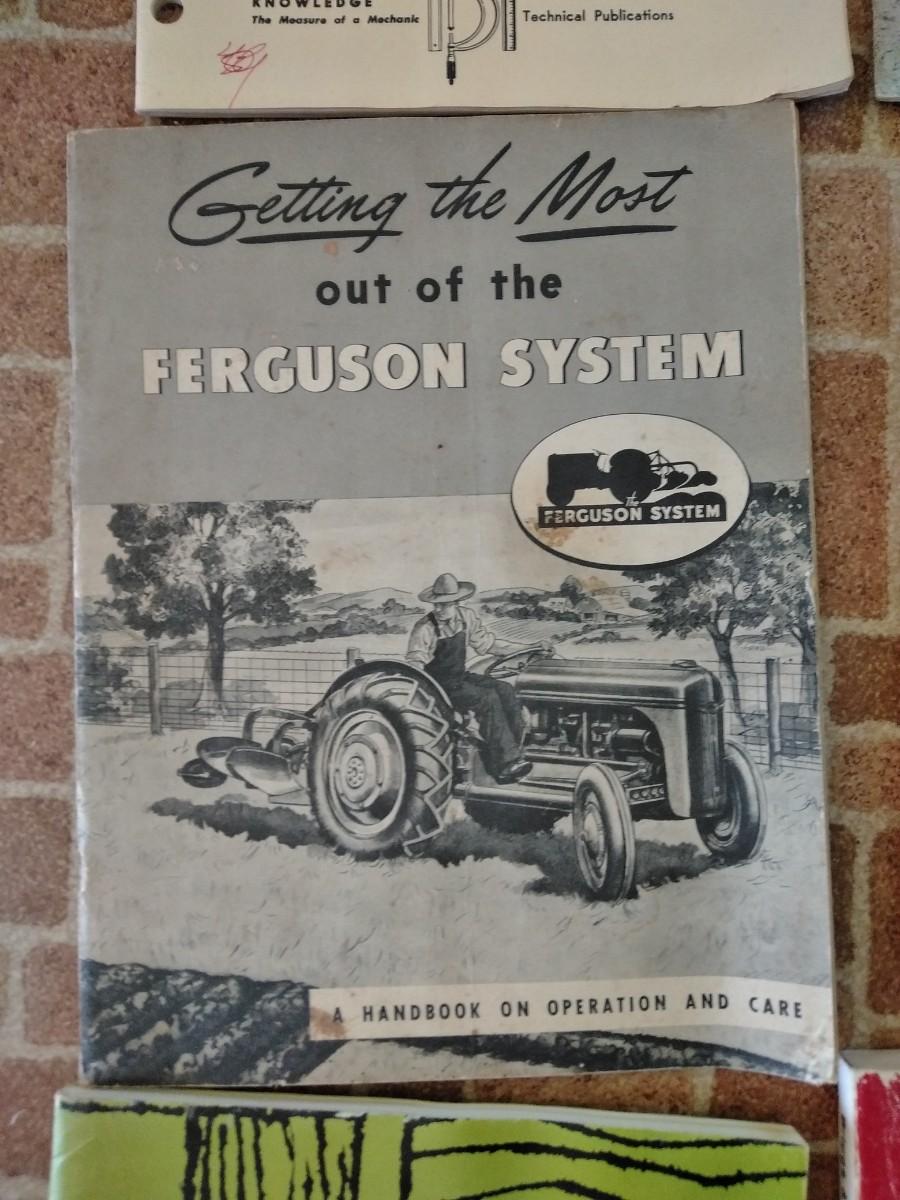 KNOWLEDGE
The Measure of a Mechanic
Technical Publications
Getting the Most
out of the
FERGUSON SYSTEM
the
FERGUSON SYSTEM
A HANDBOOK ON OPERATION AND CARE